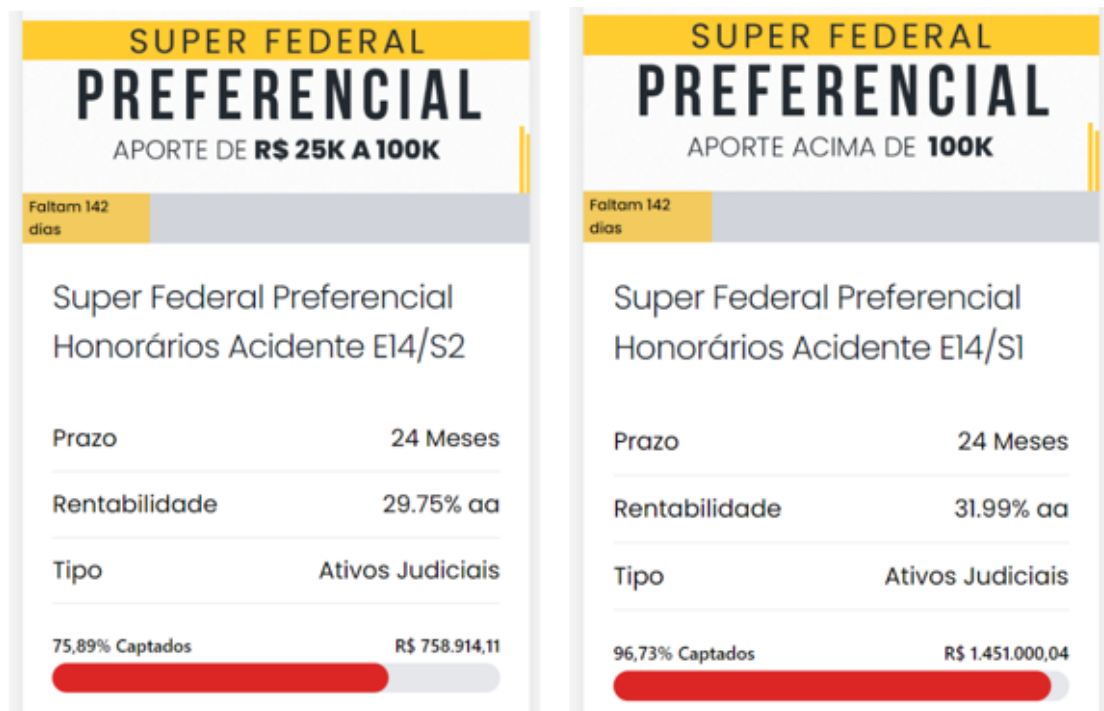 SUPER FEDERAL
PREFERENCIAL
APORTE DE R$ 25K A 100K
Faltam 142
dias
Super Federal Preferencial
Honorários Acidente E14/S2
Prazo 24 Meses
Rentabilidade 29.75% aa
Tipo Ativos Judiciais
75,89% Captados R$ 758.914,11
SUPER FEDERAL
PREFERENCIAL
APORTE ACIMA DE 100K
Faltam 142
dias
Super Federal Preferencial
Honorários Acidente E14/S1
Prazo 24 Meses
Rentabilidade 31.99% aa
Tipo Ativos Judiciais
96,73% Captados R$ 1.451.000,04